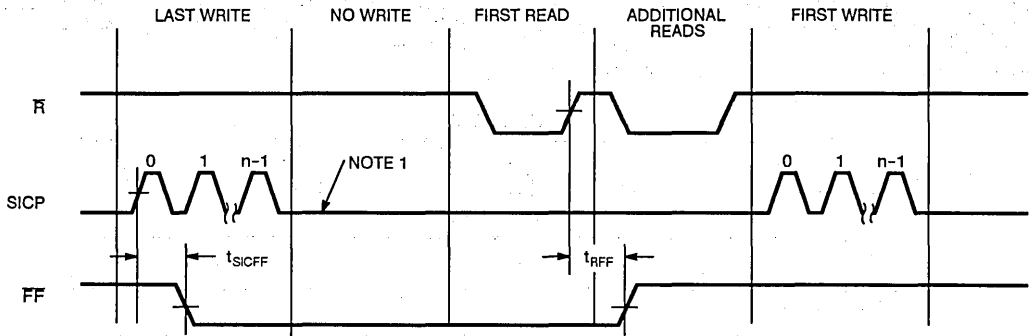 LAST WRITE
NO WRITE
FIRST READ
ADDITIONAL
READS
FIRST WRITE
R̅
0 1 n-1
NOTE 1
0 1 n-1
SICP
tSICFF
tRFF
F̅F̅